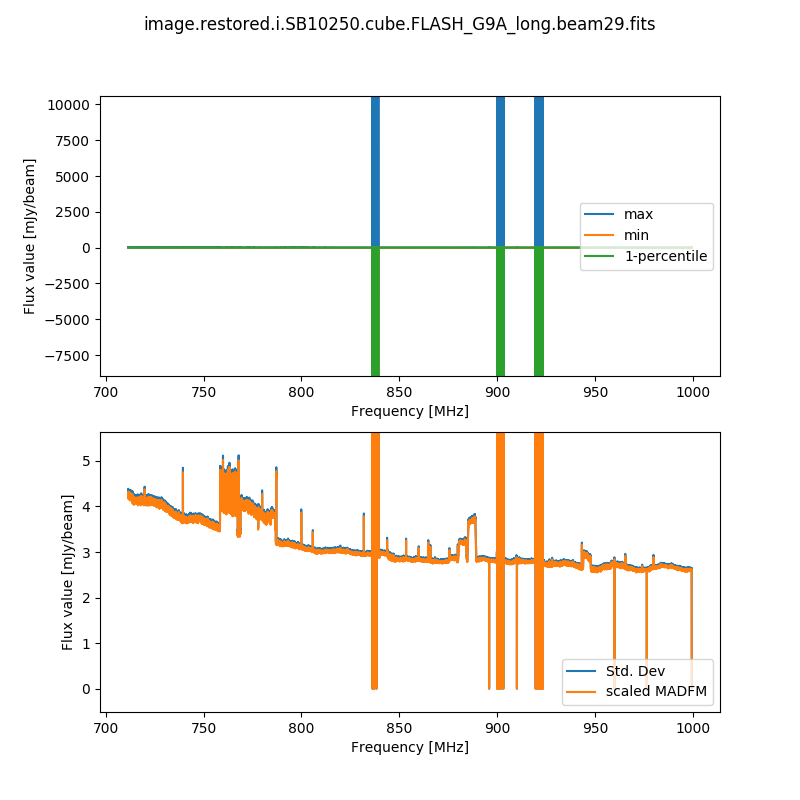 image.restored.i.SB10250.cube.FLASH_G9A_long.beam29.fits
10000
7500
5000
2500
0
−2500
−5000
−7500
Flux value [mJy/beam]
max
min
1-percentile
700 750 800 850 900 950 1000
Frequency [MHz]
5
4
3
2
1
0
Flux value [mJy/beam]
Std. Dev
scaled MADFM
700 750 800 850 900 950 1000
Frequency [MHz]